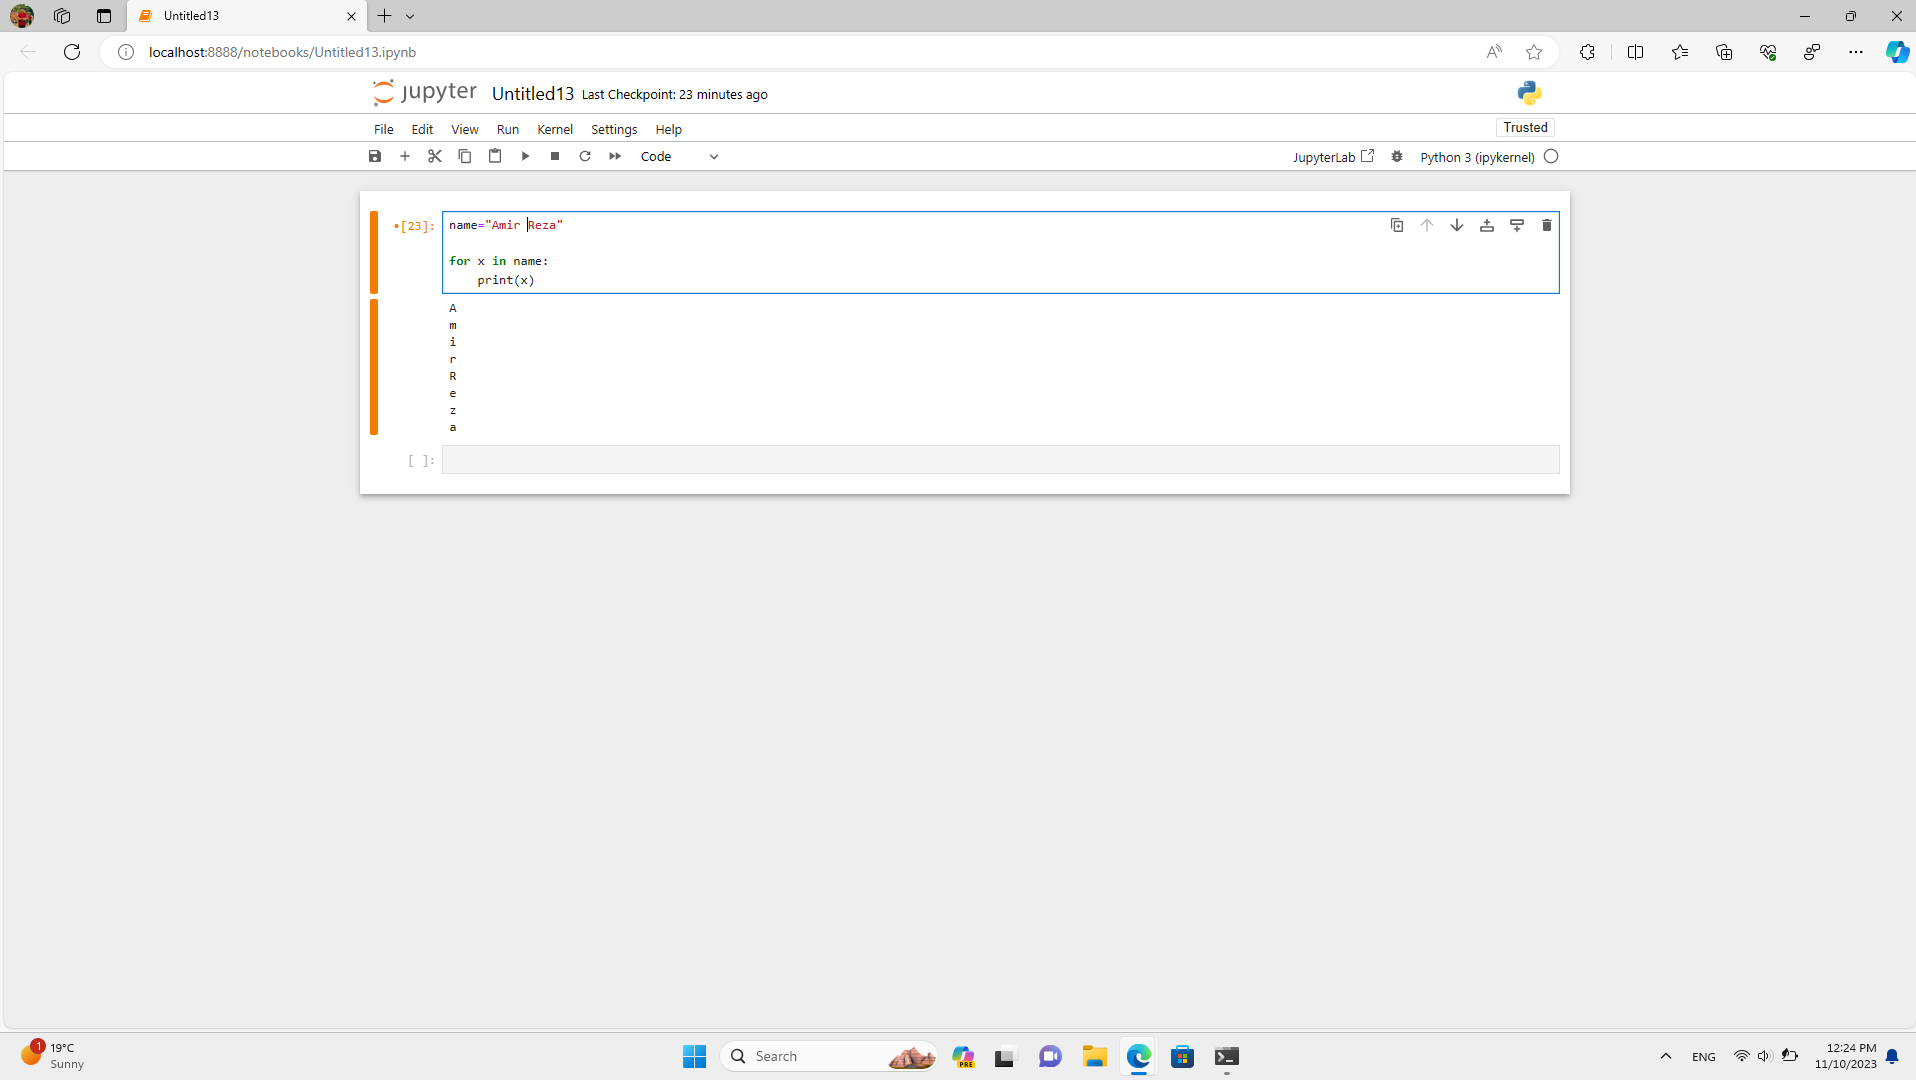 Untitled13
localhost:8888/notebooks/Untitled13.ipynb
jupyter Untitled13 Last Checkpoint: 23 minutes ago
File Edit View Run Kernel Settings Help
Trusted
Code
JupyterLab
Python 3 (ipykernel)
•[23]: name="Amir Reza"
for x in name:
    print(x)
A
m
i
r
R
e
z
a
[ ]:
1
19°C
Sunny
Search
PRE
ENG
12:24 PM
11/10/2023